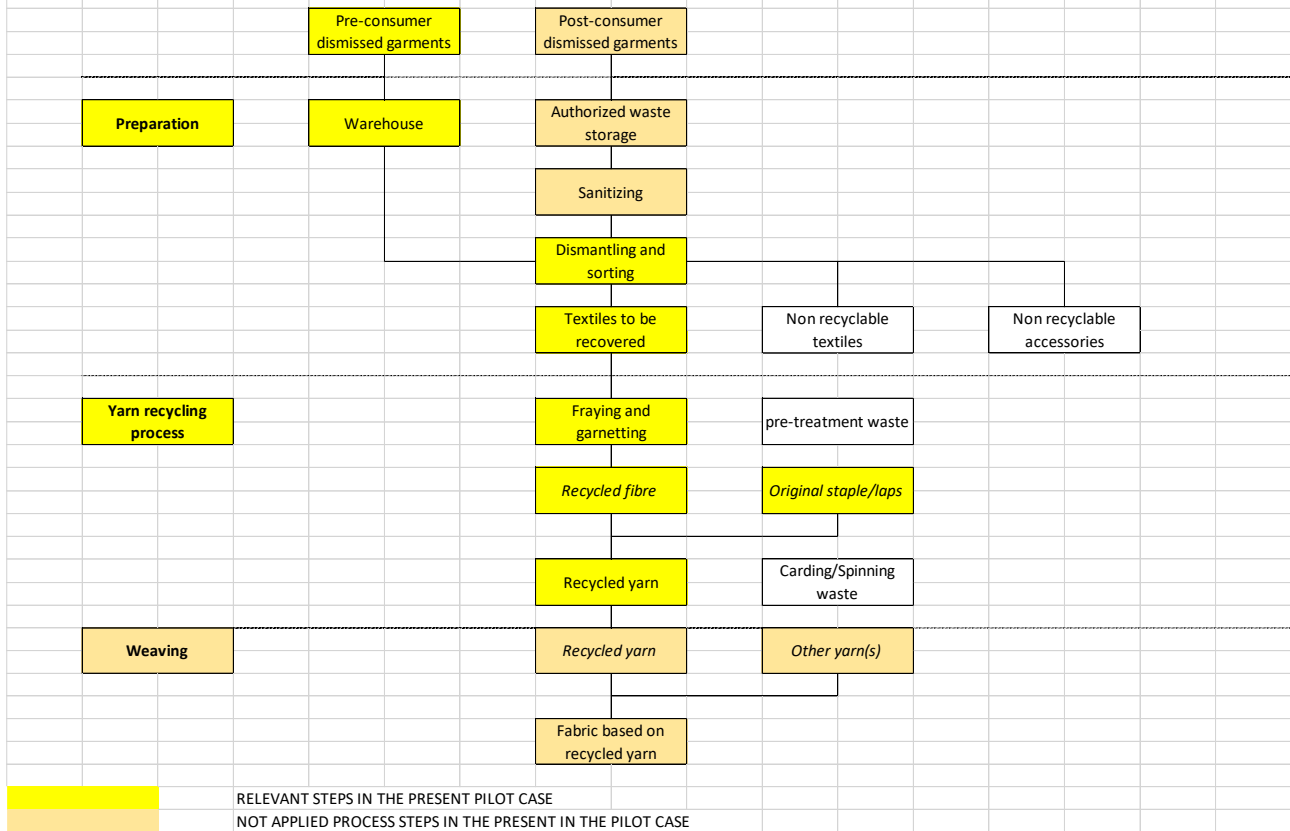 Pre-consumer
dismissed garments
Post-consumer
dismissed garments
Preparation
Warehouse
Authorized waste
storage
Sanitizing
Dismantling and
sorting
Textiles to be
recovered
Non recyclable
textiles
Non recyclable
accessories
Yarn recycling
process
Fraying and
garnetting
pre-treatment waste
Recycled fibre
Original staple/laps
Recycled yarn
Carding/Spinning
waste
Weaving
Recycled yarn
Other yarn(s)
Fabric based on
recycled yarn
RELEVANT STEPS IN THE PRESENT PILOT CASE
NOT APPLIED PROCESS STEPS IN THE PRESENT IN THE PILOT CASE